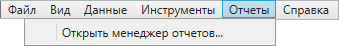 Файл Вид Данные Инструменты Отчеты Справка
Открыть менеджер отчетов...